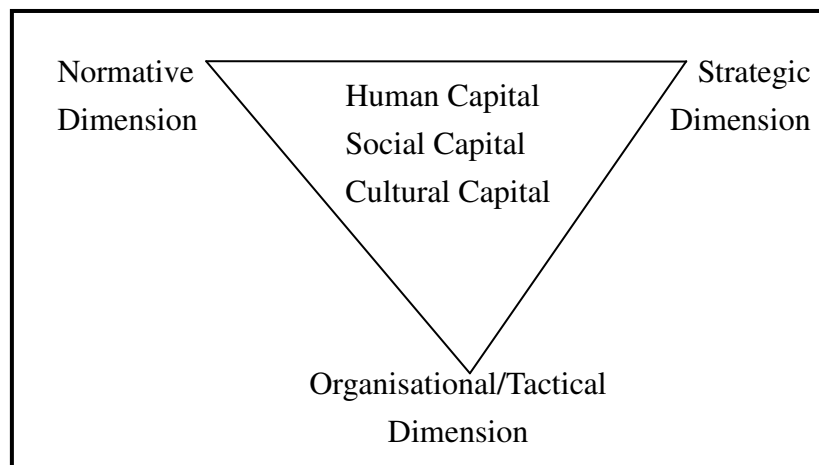 Normative
Dimension
Strategic
Dimension
Human Capital
Social Capital
Cultural Capital
Organisational/Tactical
Dimension